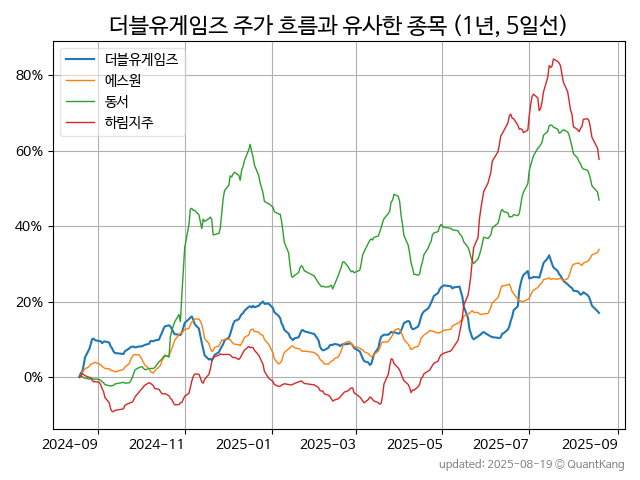 더블유게임즈 주가 흐름과 유사한 종목 (1년, 5일선)
더블유게임즈
에스원
동서
하림지주
80%
60%
40%
20%
0%
2024-09 2024-11 2025-01 2025-03 2025-05 2025-07 2025-09
updated: 2025-08-19 © QuantKang